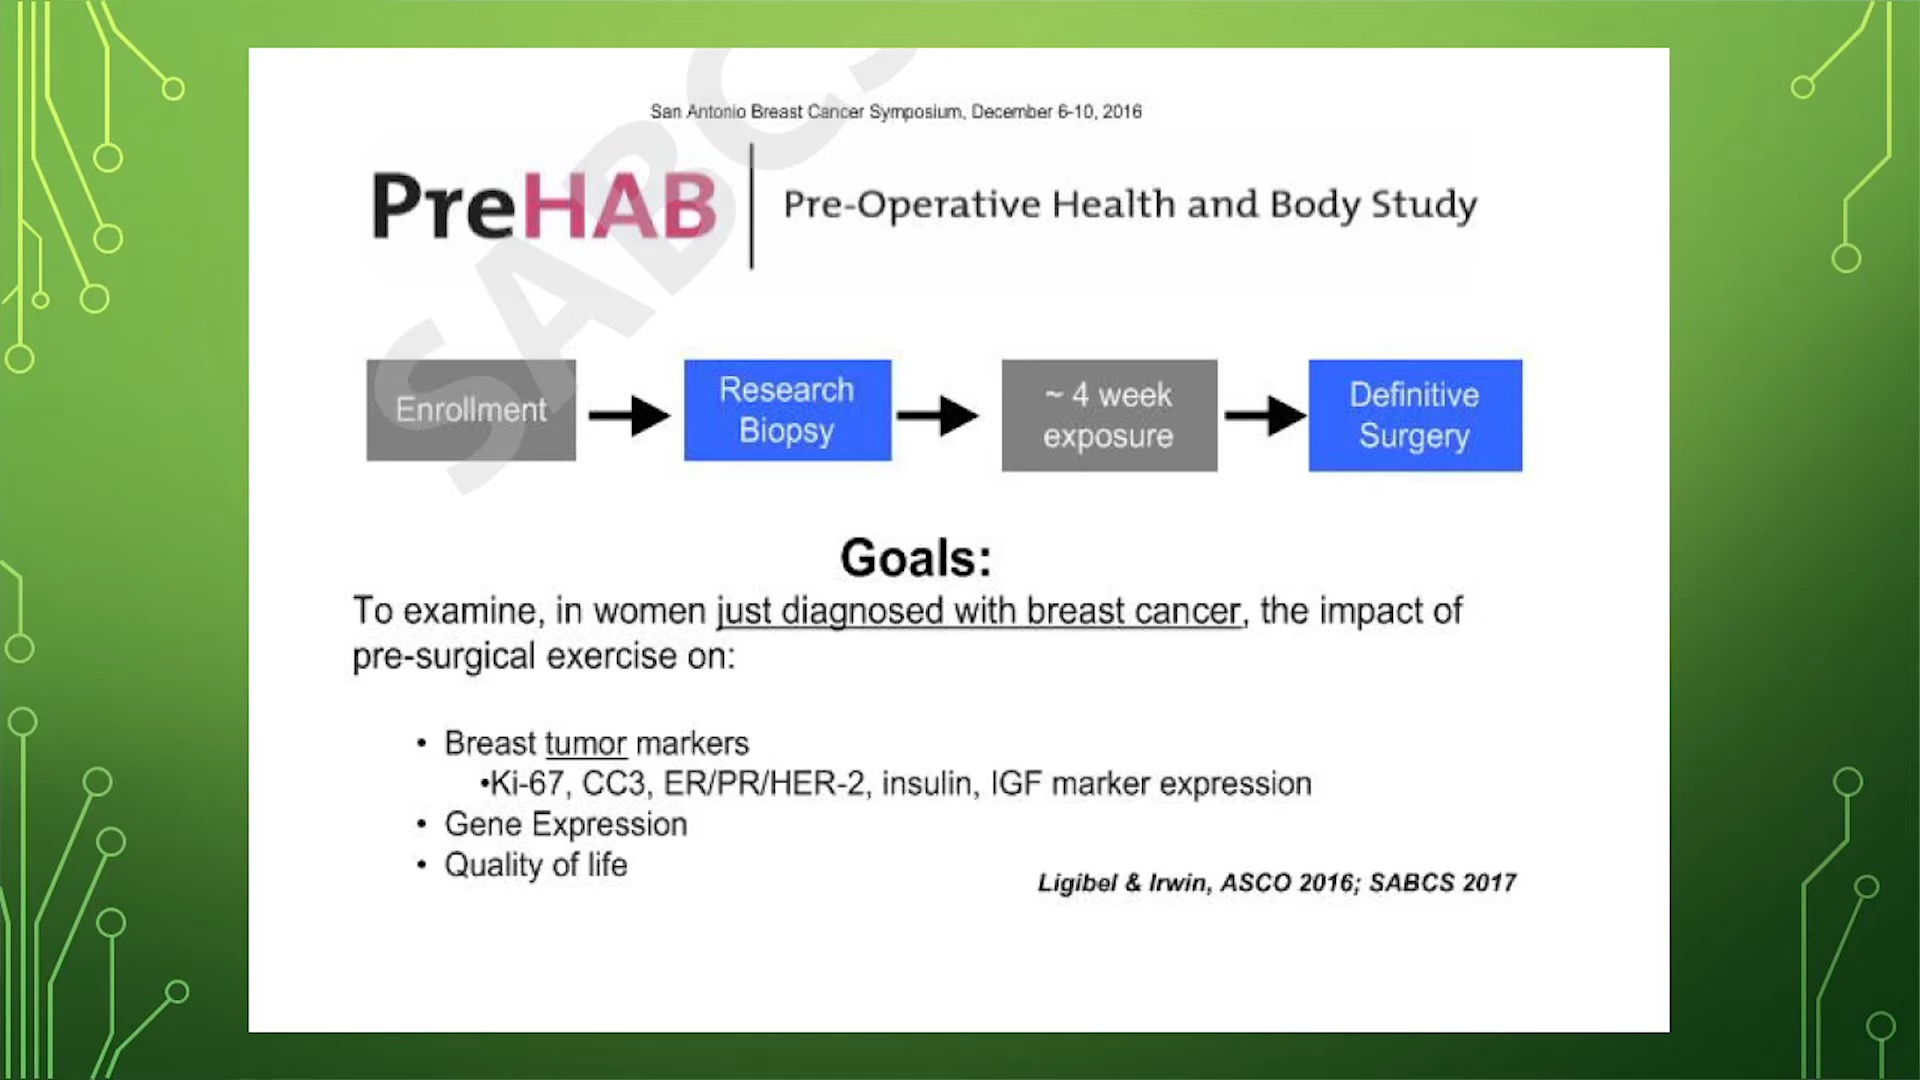 San Antonio Breast Cancer Symposium, December 6-10, 2016
PreHAB
Pre-Operative Health and Body Study
Enrollment
Research
Biopsy
~ 4 week
exposure
Definitive
Surgery
Goals:
To examine, in women just diagnosed with breast cancer, the impact of
pre-surgical exercise on:
• Breast tumor markers
•Ki-67, CC3, ER/PR/HER-2, insulin, IGF marker expression
• Gene Expression
• Quality of life
Ligibel & Irwin, ASCO 2016; SABCS 2017
SABCS